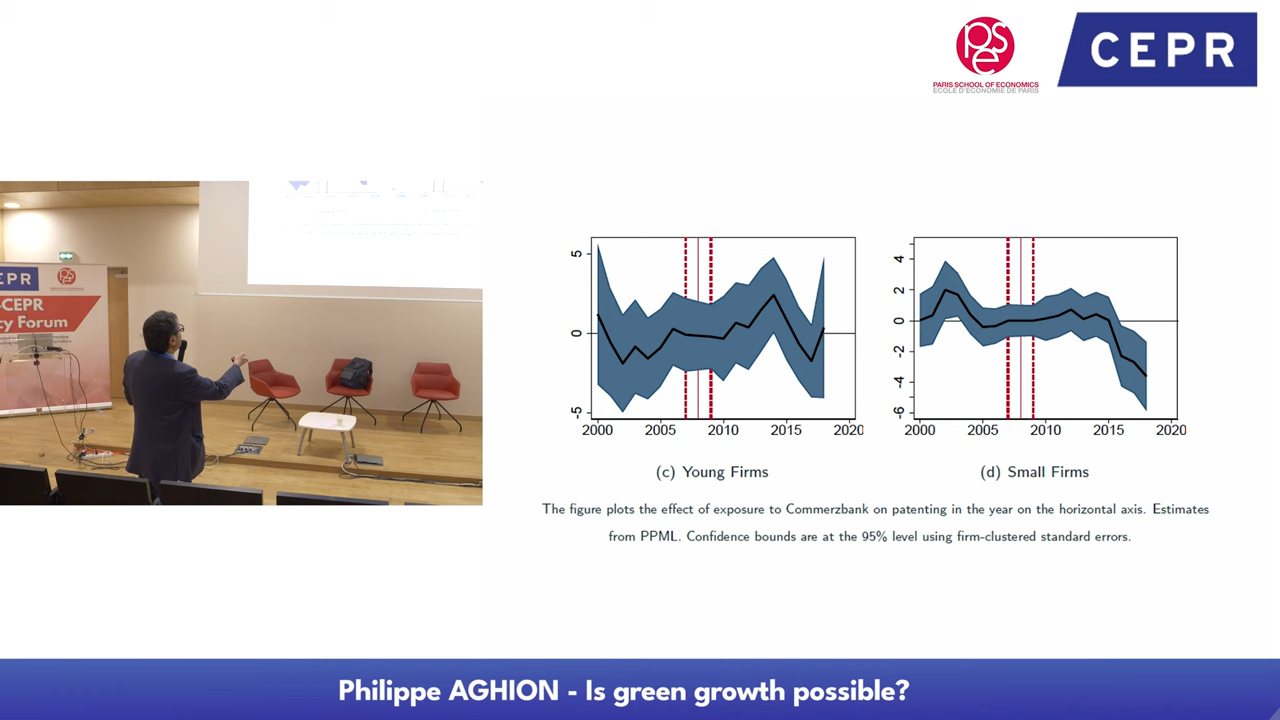 pse
PARIS SCHOOL OF ECONOMICS
ECOLE D'ECONOMIE DE PARIS
CEPR
EPR
-CEPR
cy Forum
5
0
-5
2000 2005 2010 2015 2020
(c) Young Firms
4
2
0
-2
-4
-6
2000 2005 2010 2015 2020
(d) Small Firms
The figure plots the effect of exposure to Commerzbank on patenting in the year on the horizontal axis. Estimates
from PPML. Confidence bounds are at the 95% level using firm-clustered standard errors.
Philippe AGHION - Is green growth possible?